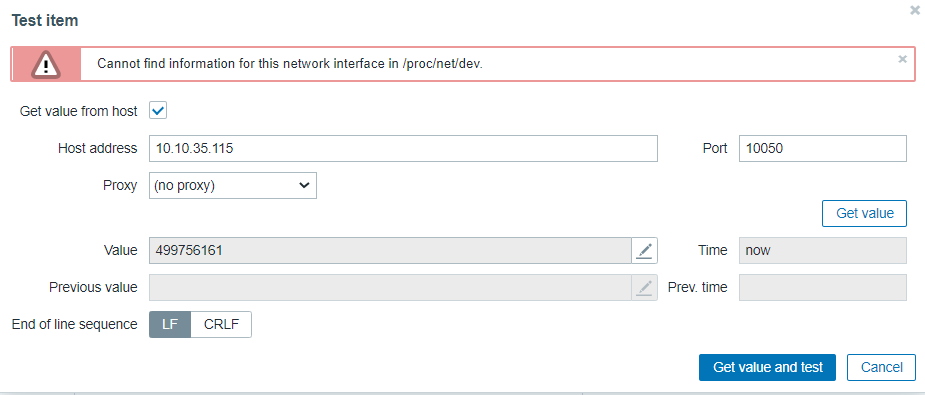 Test item
Cannot find information for this network interface in /proc/net/dev.
Get value from host
Host address 10.10.35.115 Port 10050
Proxy (no proxy)
Get value
Value 499756161 Time now
Previous value Prev. time
End of line sequence LF CRLF
Get value and test Cancel